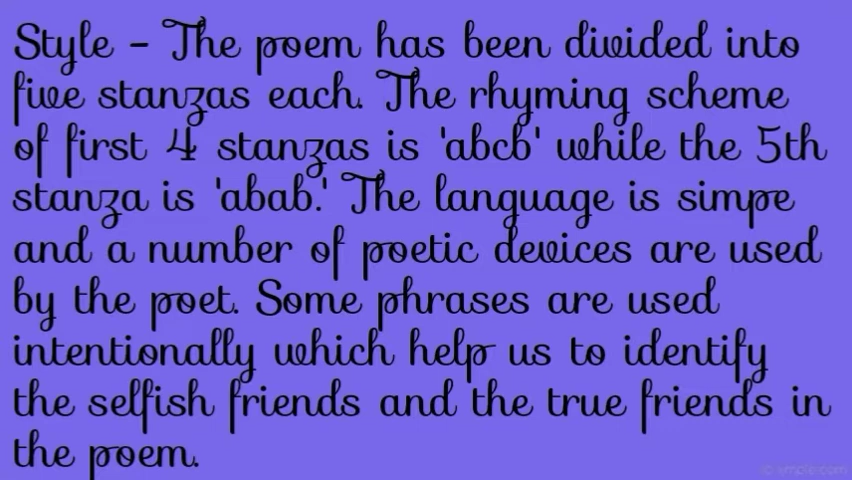 Style - The poem has been divided into
five stanzas each. The rhyming scheme
of first 4 stanzas is 'abcb' while the 5th
stanza is 'abab.' The language is simpe
and a number of poetic devices are used
by the poet. Some phrases are used
intentionally which help us to identify
the selfish friends and the true friends in
the poem.